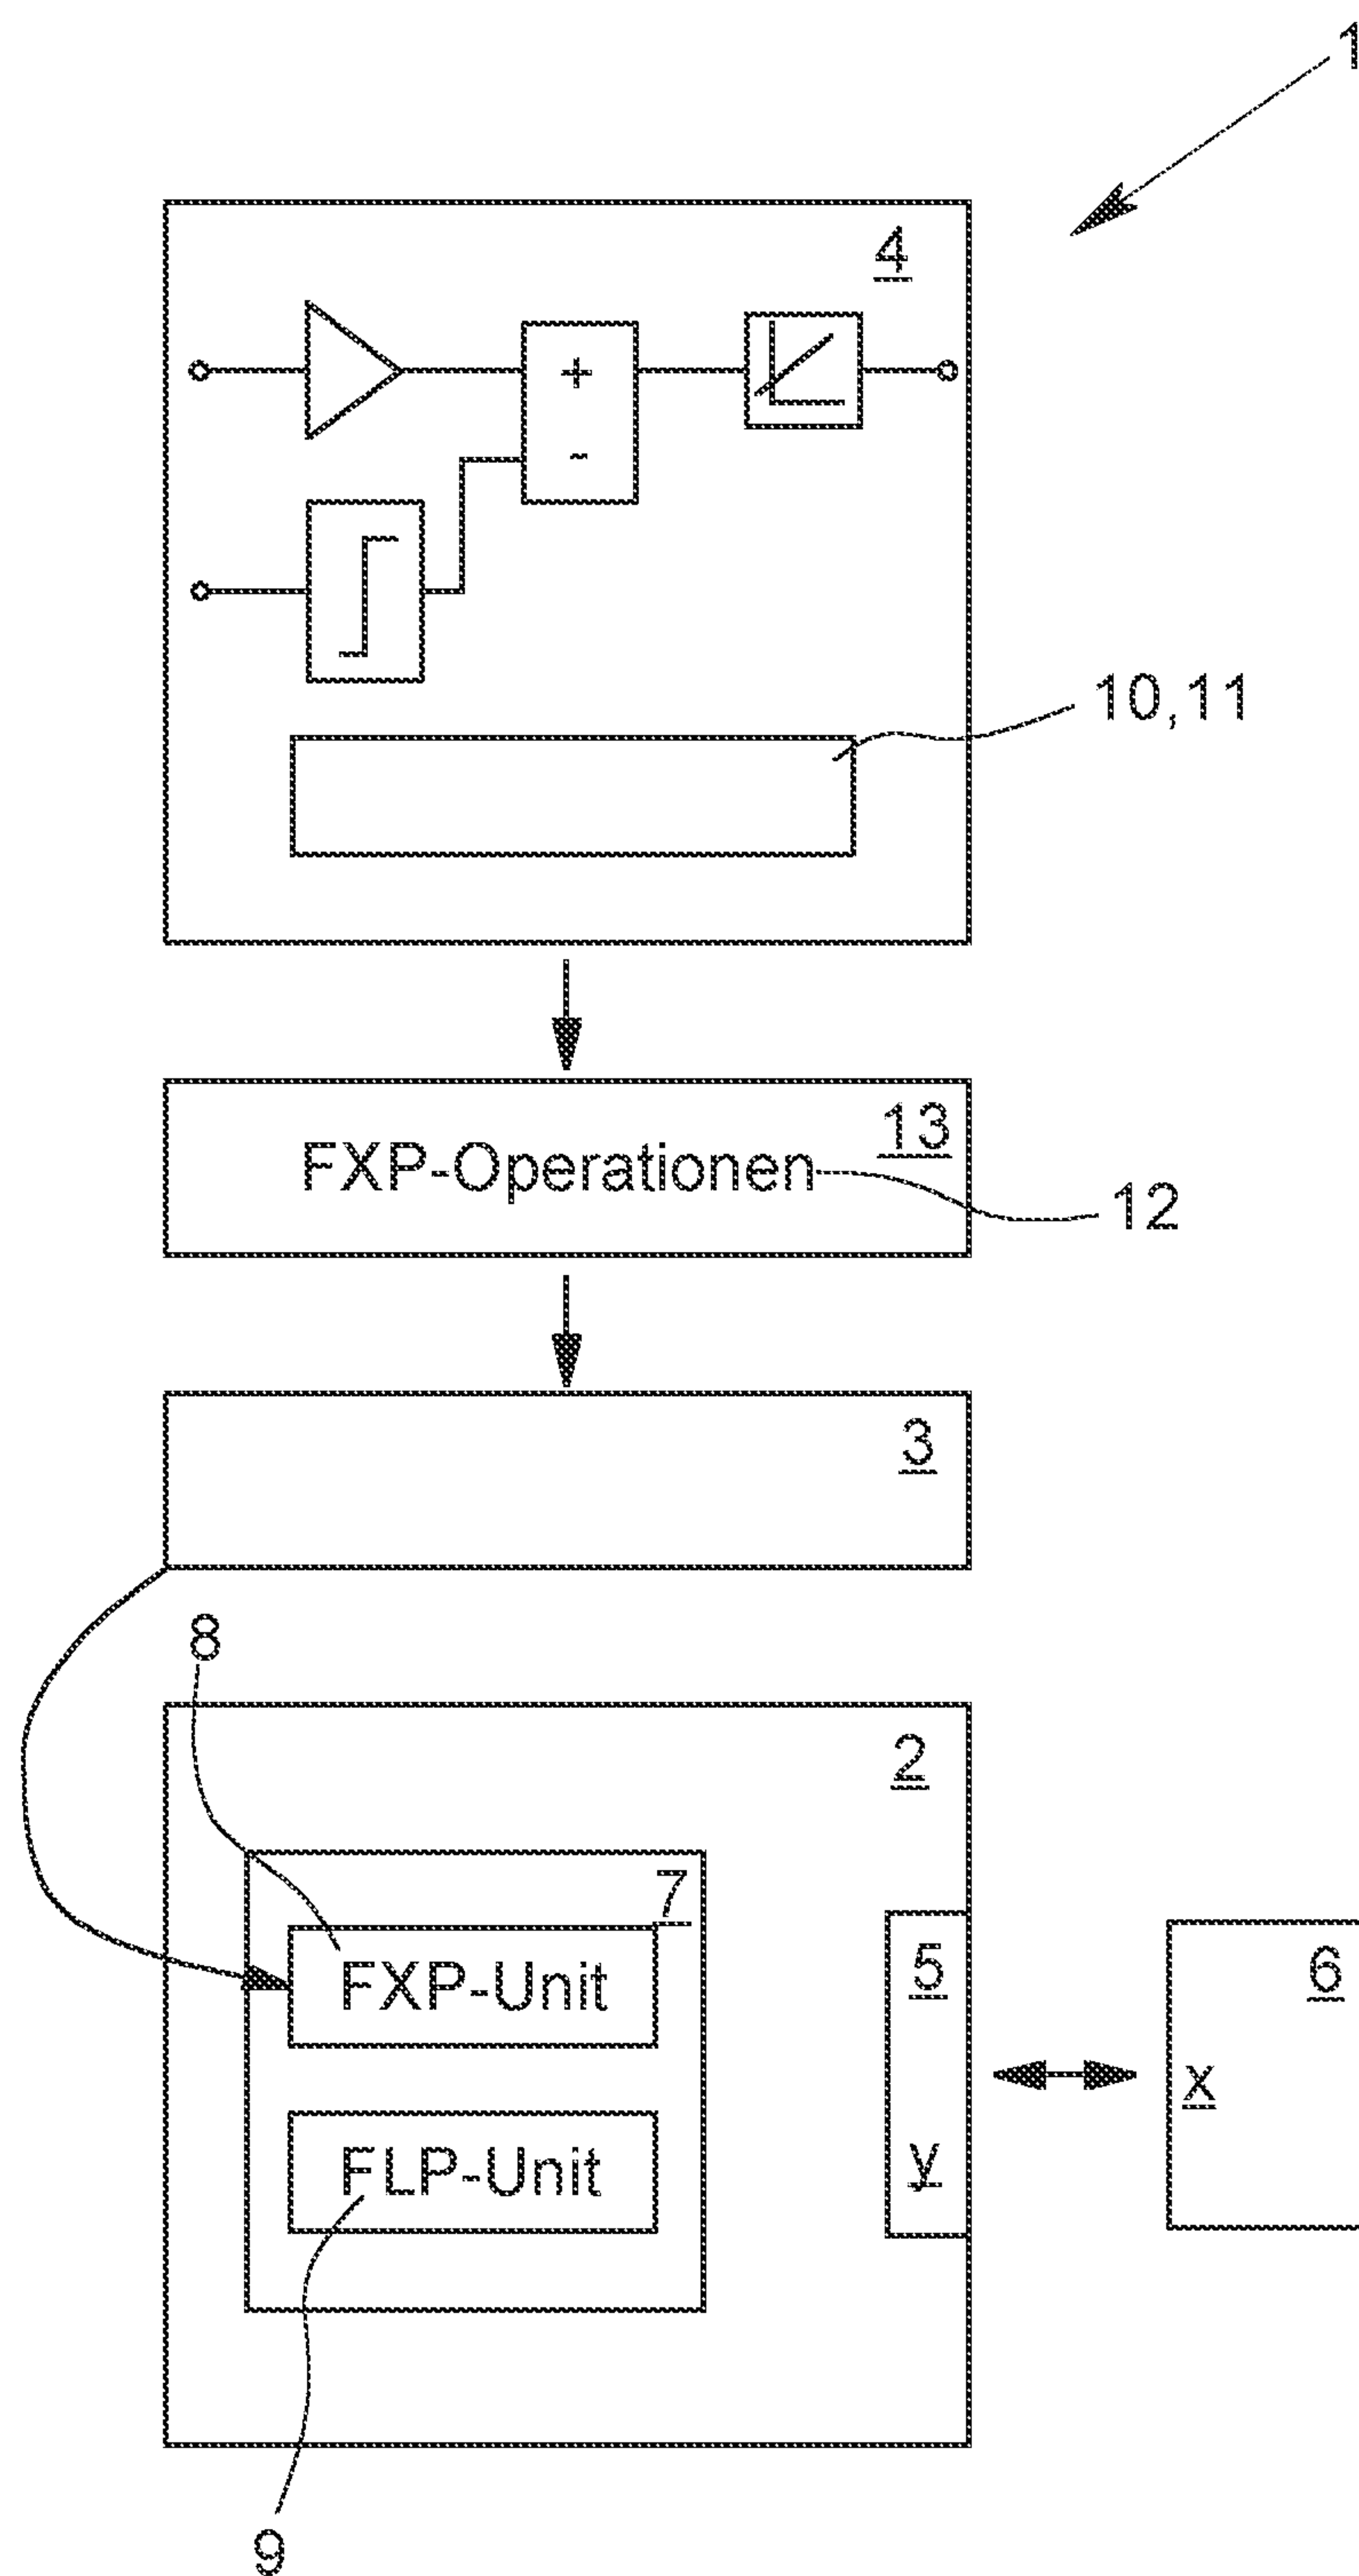 1
4
+
-
10,11
13
FXP-Operationen
12
3
8
2
7
FXP-Unit
5
6
x
FLP-Unit
y
9